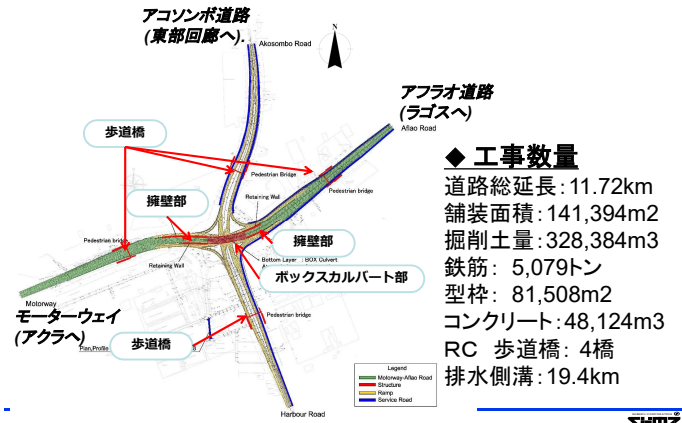 アコソンボ道路
(東部回廊へ).
Akosombo Road
N
アフラオ道路
(ラゴスへ)
Aflao Road
歩道橋
Pedestrian Bridge
Pedestrian bridge
Retaining Wall
擁壁部
Pedestrian bridge
擁壁部
Retaining Wall
Bottom Layer : BOX Culvert
ボックスカルバート部
Motorway
モーターウェイ
(アクラへ)
歩道橋
Pedestrian bridge
Plan,Profile
Harbour Road
Legend
Motorway-Aflao Road
Structure
Ramp
Service Road
◆ 工事数量
道路総延長:11.72km
舗装面積:141,394m2
掘削土量:328,384m3
鉄筋: 5,079トン
型枠: 81,508m2
コンクリート:48,124m3
RC 歩道橋: 4橋
排水側溝:19.4km